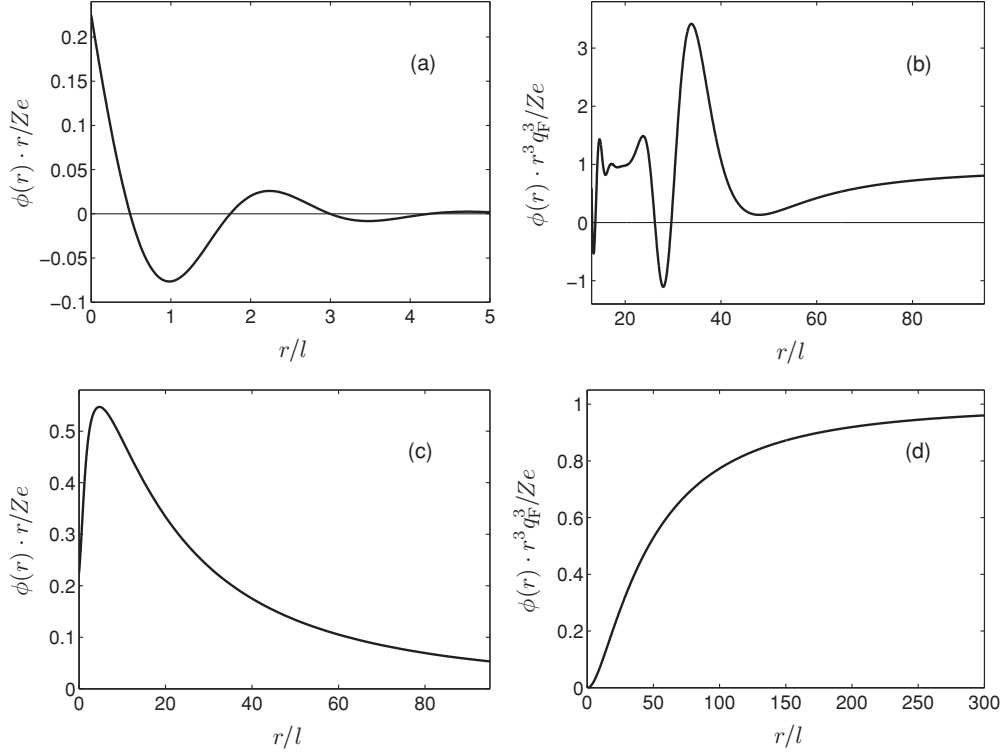 0.2
0.15
0.1
0.05
0
−0.05
−0.1
ϕ(r) · r/Ze
(a)
0 1 2 3 4 5
r/l
3
2
1
0
−1
ϕ(r) · r³q_F³/Ze
(b)
20 40 60 80
r/l
0.5
0.4
0.3
0.2
0.1
0
ϕ(r) · r/Ze
(c)
0 20 40 60 80
r/l
1
0.8
0.6
0.4
0.2
0
ϕ(r) · r³q_F³/Ze
(d)
0 50 100 150 200 250 300
r/l